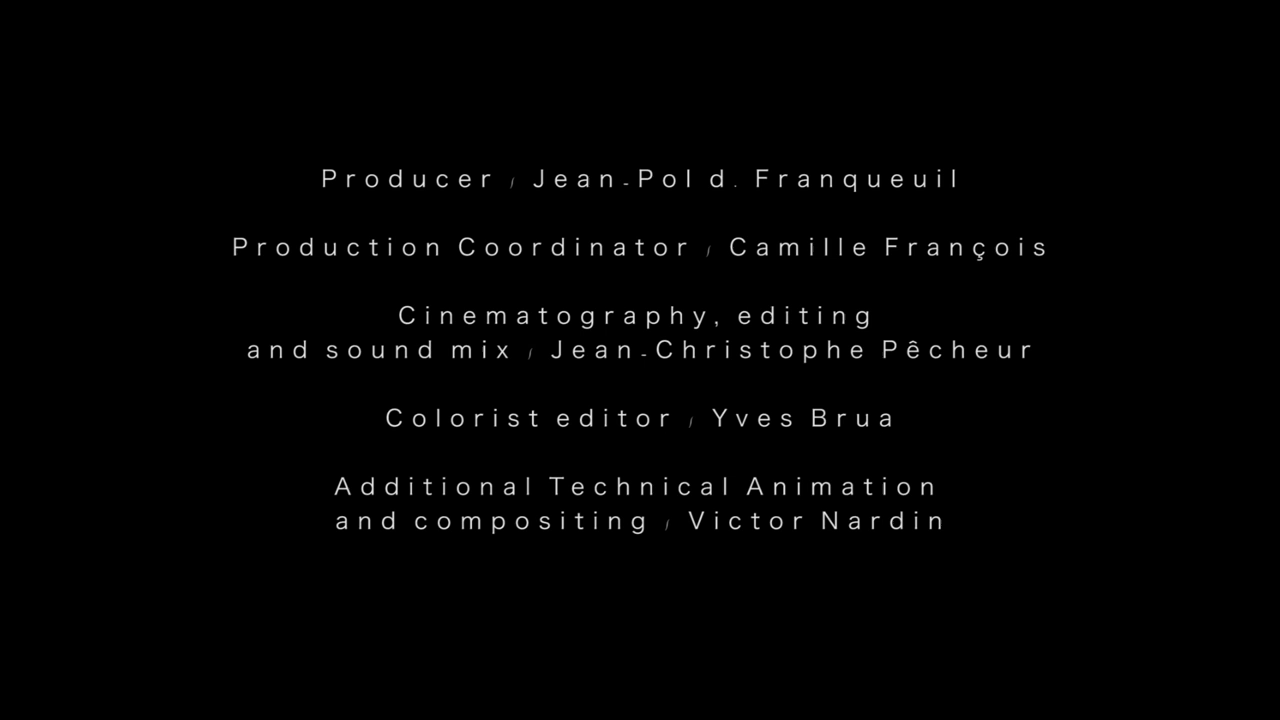 Producer / Jean-Pol d. Franqueuil
Production Coordinator / Camille François
Cinematography, editing
and sound mix / Jean-Christophe Pêcheur
Colorist editor / Yves Brua
Additional Technical Animation
and compositing / Victor Nardin